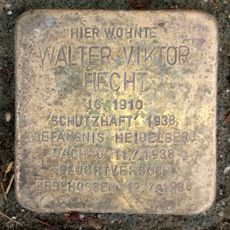 HIER WOHNTE
WALTER VIKTOR
HECHT
JG. 1910
'SCHUTZHAFT' 1938
GEFÄNGNIS HEIDELBERG
DACHAU 11.7.1938
FLUCHTVERSUCH
ERSCHOSSEN 12.7.1938